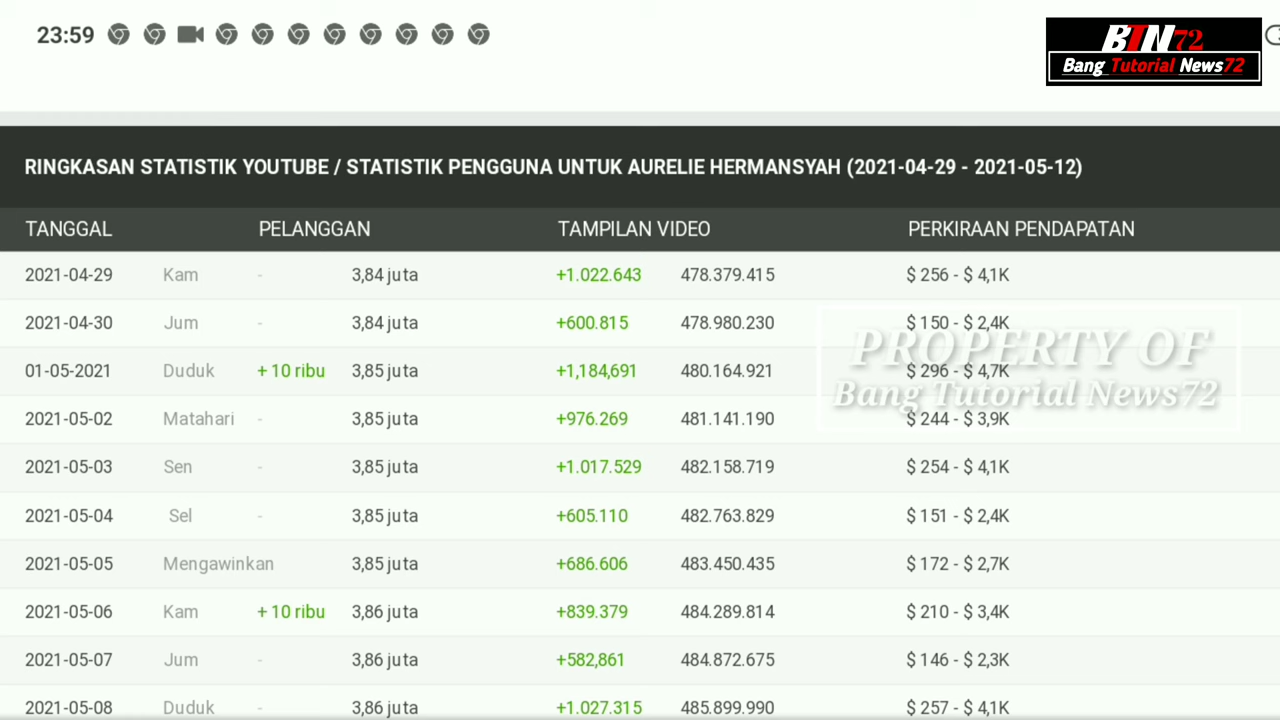 23:59
BTN72
Bang Tutorial News72
RINGKASAN STATISTIK YOUTUBE / STATISTIK PENGGUNA UNTUK AURELIE HERMANSYAH (2021-04-29 - 2021-05-12)
TANGGAL PELANGGAN TAMPILAN VIDEO PERKIRAAN PENDAPATAN
2021-04-29 Kam - 3,84 juta +1.022.643 478.379.415 $ 256 - $ 4,1K
2021-04-30 Jum - 3,84 juta +600.815 478.980.230 $ 150 - $ 2,4K
PROPERTY OF
01-05-2021 Duduk + 10 ribu 3,85 juta +1,184,691 480.164.921 $ 296 - $ 4,7K
Bang Tutorial News72
2021-05-02 Matahari - 3,85 juta +976.269 481.141.190 $ 244 - $ 3,9K
2021-05-03 Sen - 3,85 juta +1.017.529 482.158.719 $ 254 - $ 4,1K
2021-05-04 Sel - 3,85 juta +605.110 482.763.829 $ 151 - $ 2,4K
2021-05-05 Mengawinkan 3,85 juta +686.606 483.450.435 $ 172 - $ 2,7K
2021-05-06 Kam + 10 ribu 3,86 juta +839.379 484.289.814 $ 210 - $ 3,4K
2021-05-07 Jum - 3,86 juta +582,861 484.872.675 $ 146 - $ 2,3K
2021-05-08 Duduk - 3,86 juta +1.027.315 485.899.990 $ 257 - $ 4,1K